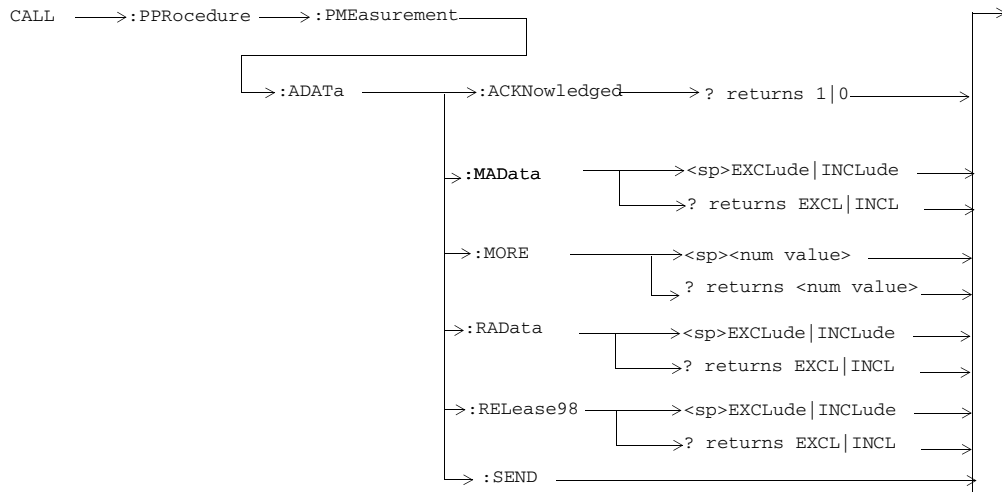 CALL :PPRocedure :PMEasurement
:ADATa :ACKNowledged ? returns 1|0
:MAData <sp>EXCLude|INCLude
? returns EXCL|INCL
:MORE <sp><num value>
? returns <num value>
:RAData <sp>EXCLude|INCLude
? returns EXCL|INCL
:RELease98 <sp>EXCLude|INCLude
? returns EXCL|INCL
:SEND